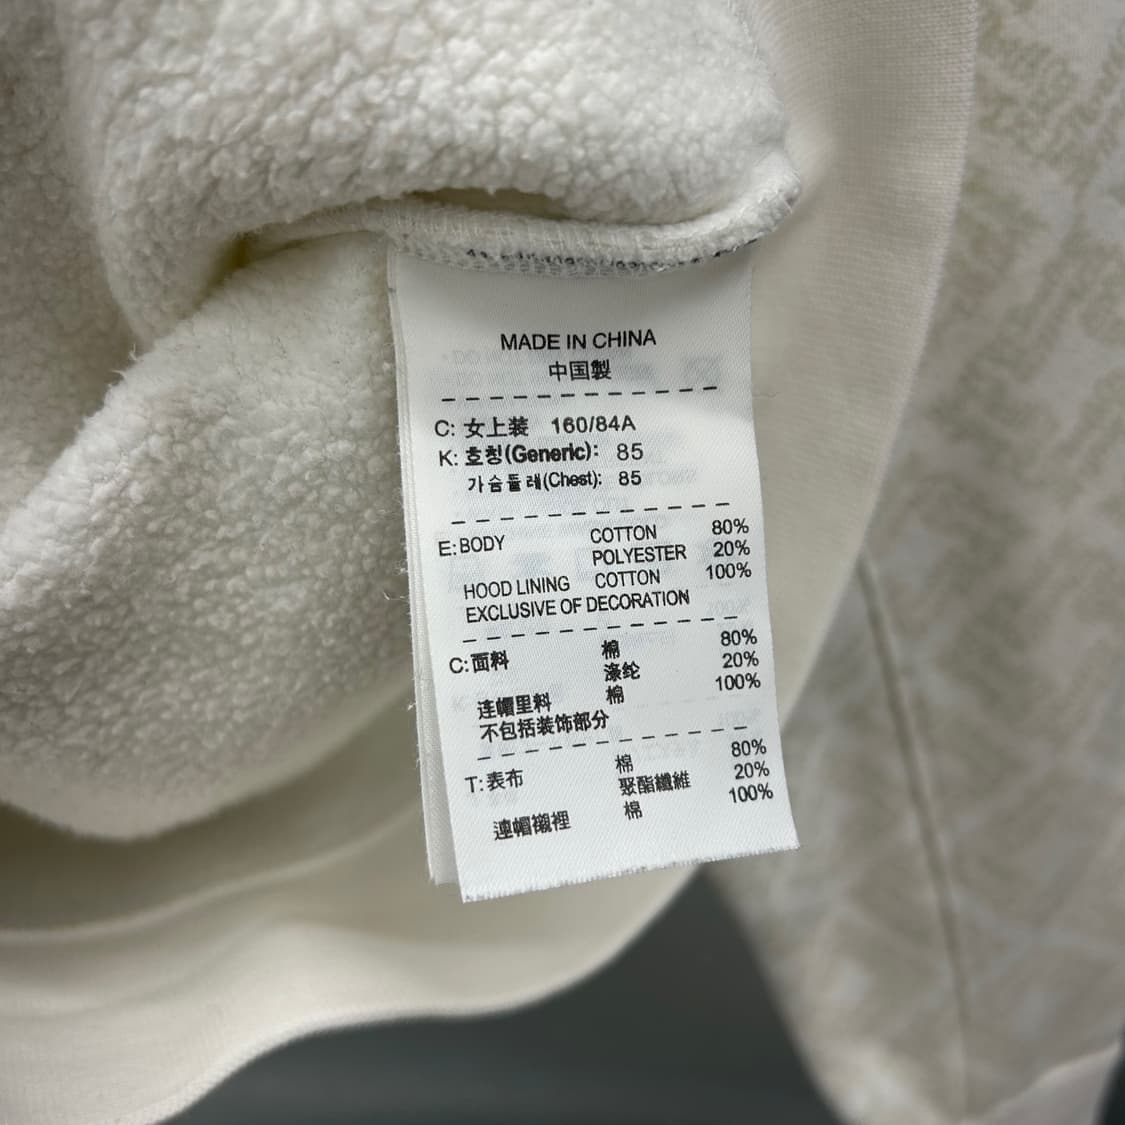 MADE IN CHINA
中国製
C: 女上装 160/84A
K: 호칭(Generic): 85
가슴둘레(Chest): 85
E: BODY COTTON 80%
POLYESTER 20%
HOOD LINING COTTON 100%
EXCLUSIVE OF DECORATION
C: 面料 棉 80%
涤纶 20%
连帽里料 棉 100%
不包括装饰部分
T: 表布 棉 80%
聚酯纖維 20%
連帽襯裡 棉 100%